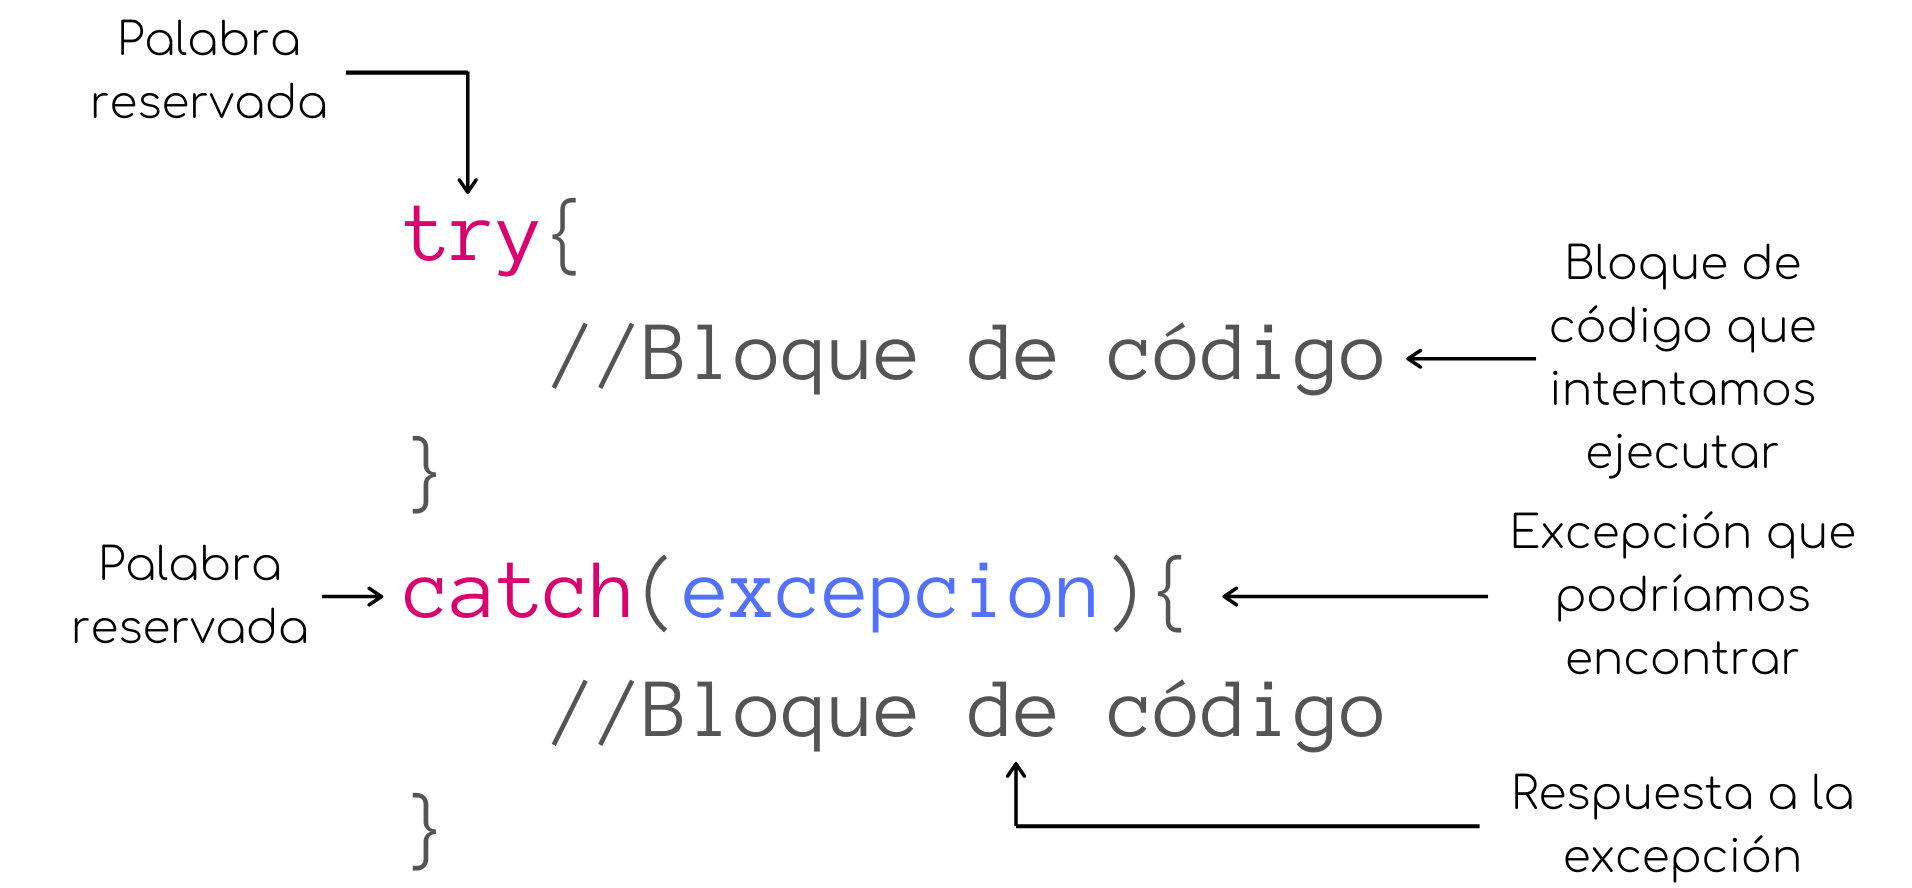 Palabra
reservada
try{
//Bloque de código
Bloque de
código que
intentamos
ejecutar
}
Palabra
reservada
catch(excepcion){
Excepción que
podríamos
encontrar
//Bloque de código
}
Respuesta a la
excepción